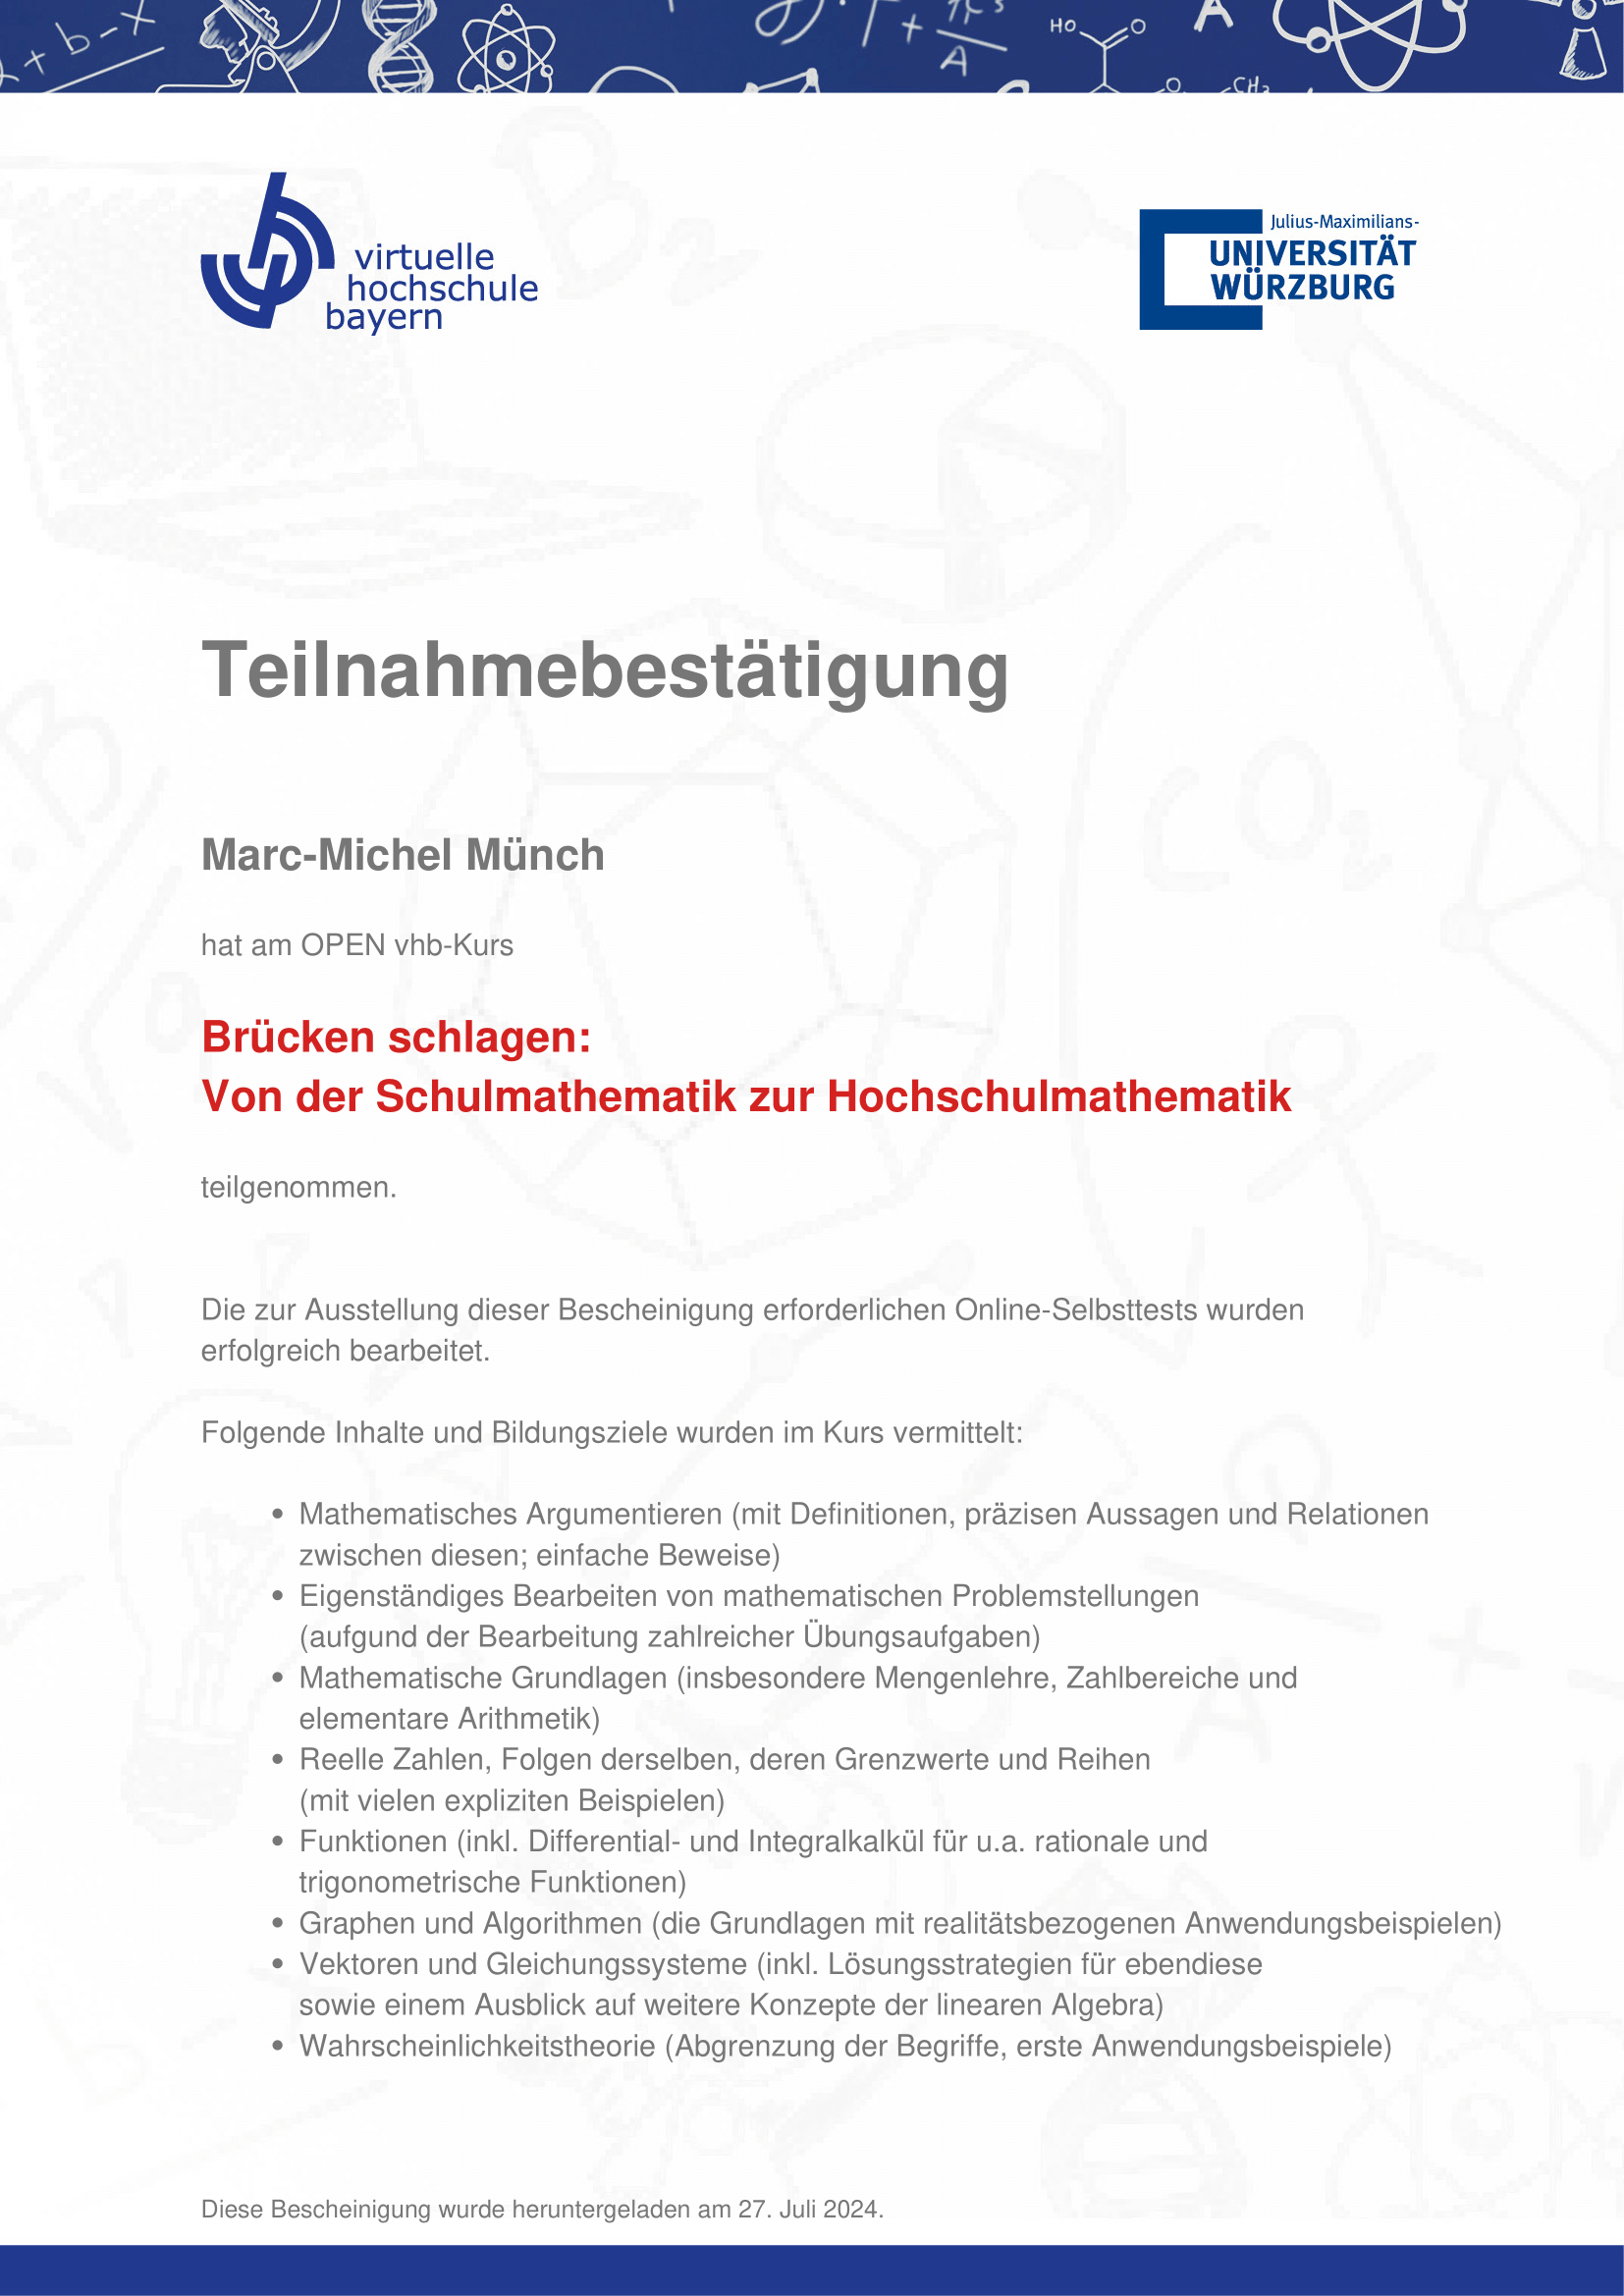 + b - x
HO
O
A
A
O
CH₃
virtuelle
hochschule
bayern
Julius-Maximilians-
UNIVERSITÄT
WÜRZBURG
Teilnahmebestätigung
Marc-Michel Münch
hat am OPEN vhb-Kurs
Brücken schlagen:
Von der Schulmathematik zur Hochschulmathematik
teilgenommen.
Die zur Ausstellung dieser Bescheinigung erforderlichen Online-Selbsttests wurden
erfolgreich bearbeitet.
Folgende Inhalte und Bildungsziele wurden im Kurs vermittelt:
• Mathematisches Argumentieren (mit Definitionen, präzisen Aussagen und Relationen
zwischen diesen; einfache Beweise)
• Eigenständiges Bearbeiten von mathematischen Problemstellungen
(aufgund der Bearbeitung zahlreicher Übungsaufgaben)
• Mathematische Grundlagen (insbesondere Mengenlehre, Zahlbereiche und
elementare Arithmetik)
• Reelle Zahlen, Folgen derselben, deren Grenzwerte und Reihen
(mit vielen expliziten Beispielen)
• Funktionen (inkl. Differential- und Integralkalkül für u.a. rationale und
trigonometrische Funktionen)
• Graphen und Algorithmen (die Grundlagen mit realitätsbezogenen Anwendungsbeispielen)
• Vektoren und Gleichungssysteme (inkl. Lösungsstrategien für ebendiese
sowie einem Ausblick auf weitere Konzepte der linearen Algebra)
• Wahrscheinlichkeitstheorie (Abgrenzung der Begriffe, erste Anwendungsbeispiele)
Diese Bescheinigung wurde heruntergeladen am 27. Juli 2024.